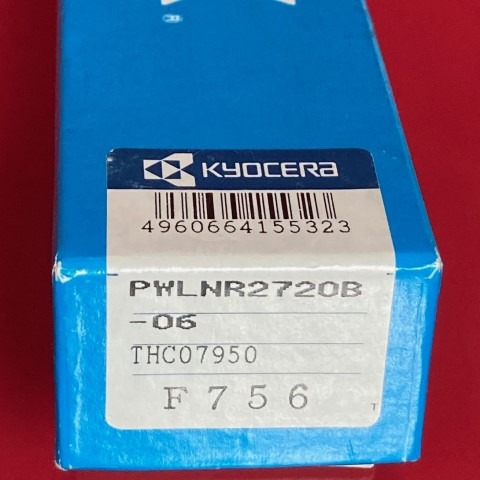 KYOCERA
4960664155323
PWLNR2720B
-06
THC07950
F756
T